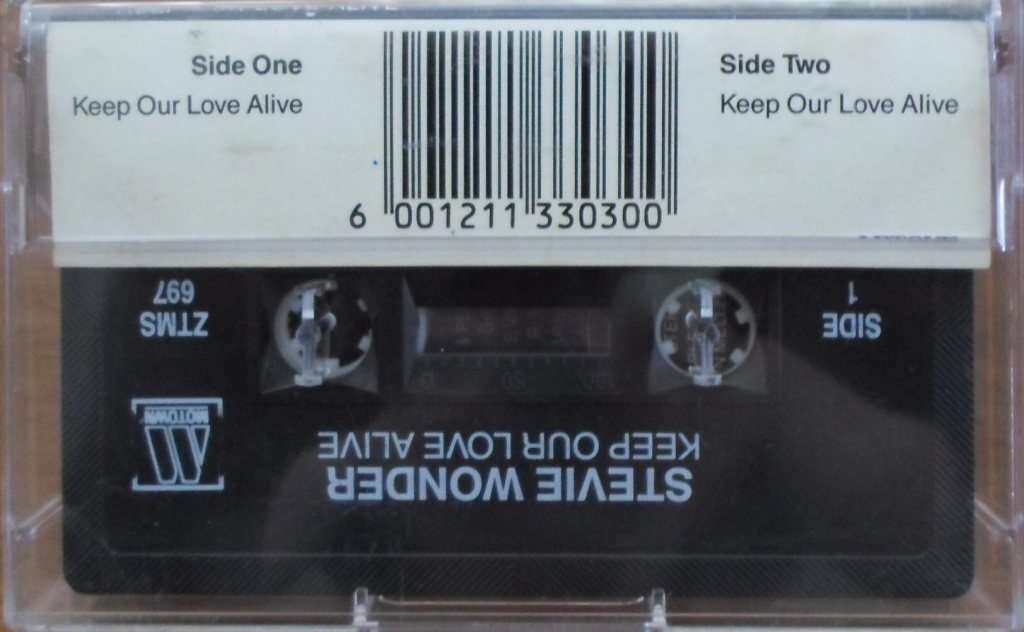 Side One
Keep Our Love Alive
Side Two
Keep Our Love Alive
6 001211 330300
ZTMS
697
SIDE
1
MOTOWN
STEVIE WONDER
KEEP OUR LOVE ALIVE